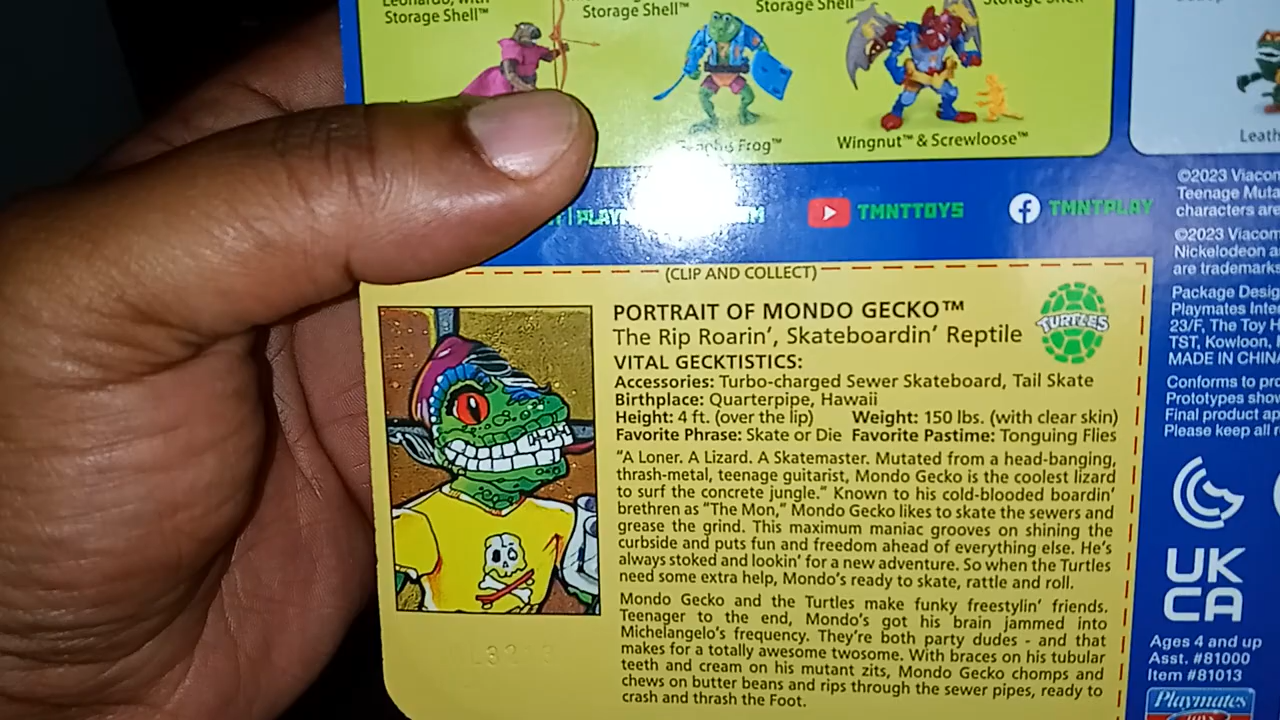 Storage Shell™
Storage Shell™
Storage Shell™
Frog™
Wingnut™ & Screwloose™
TMNTTOYS
TMNTPLAY
©2023 Viacom
Teenage Muta
characters are
©2023 Viacom
Nickelodeon a
are trademarks
Package Desig
Playmates Inte
23/F, The Toy H
TST, Kowloon, H
MADE IN CHINA
Conforms to pro
Prototypes show
Final product ap
Please keep all r
UK
CA
Ages 4 and up
Asst. #81000
Item #81013
Playmates
(CLIP AND COLLECT)
TURTLES
PORTRAIT OF MONDO GECKO™
The Rip Roarin’, Skateboardin’ Reptile
VITAL GECKTISTICS:
Accessories: Turbo-charged Sewer Skateboard, Tail Skate
Birthplace: Quarterpipe, Hawaii
Height: 4 ft. (over the lip) Weight: 150 lbs. (with clear skin)
Favorite Phrase: Skate or Die Favorite Pastime: Tonguing Flies
“A Loner. A Lizard. A Skatemaster. Mutated from a head-banging,
thrash-metal, teenage guitarist, Mondo Gecko is the coolest lizard
to surf the concrete jungle.” Known to his cold-blooded boardin’
brethren as “The Mon,” Mondo Gecko likes to skate the sewers and
grease the grind. This maximum maniac grooves on shining the
curbside and puts fun and freedom ahead of everything else. He’s
always stoked and lookin’ for a new adventure. So when the Turtles
need some extra help, Mondo’s ready to skate, rattle and roll.
Mondo Gecko and the Turtles make funky freestylin’ friends.
Teenager to the end, Mondo’s got his brain jammed into
Michelangelo’s frequency. They’re both party dudes - and that
makes for a totally awesome twosome. With braces on his tubular
teeth and cream on his mutant zits, Mondo Gecko chomps and
chews on butter beans and rips through the sewer pipes, ready to
crash and thrash the Foot.